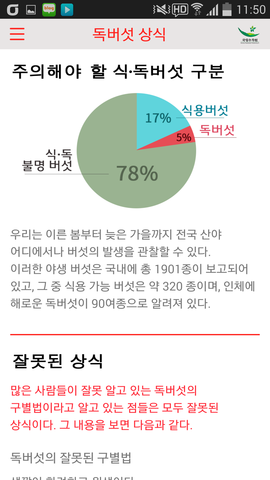 11:50
독버섯 상식
주의해야 할 식·독버섯 구분
17%
식용버섯
5%
독버섯
식·독
불명 버섯
78%
우리는 이른 봄부터 늦은 가을까지 전국 산야
어디에서나 버섯의 발생을 관찰할 수 있다.
이러한 야생 버섯은 국내에 총 1901종이 보고되어
있고, 그 중 식용 가능 버섯은 약 320 종이며, 인체에
해로운 독버섯이 90여종으로 알려져 있다.
잘못된 상식
많은 사람들이 잘못 알고 있는 독버섯의
구별법이라고 알고 있는 점들은 모두 잘못된
상식이다. 그 내용을 보면 다음과 같다.
독버섯의 잘못된 구별법